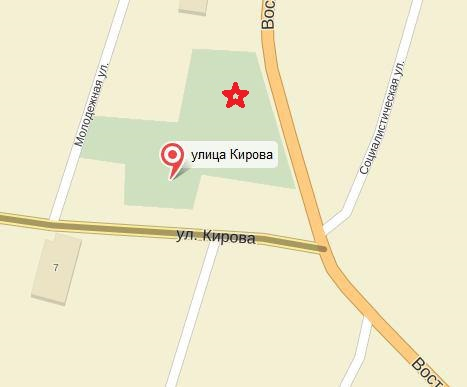 Вос
Молодежная ул.
Социалистическая ул.
улица Кирова
ул. Кирова
7
Вост